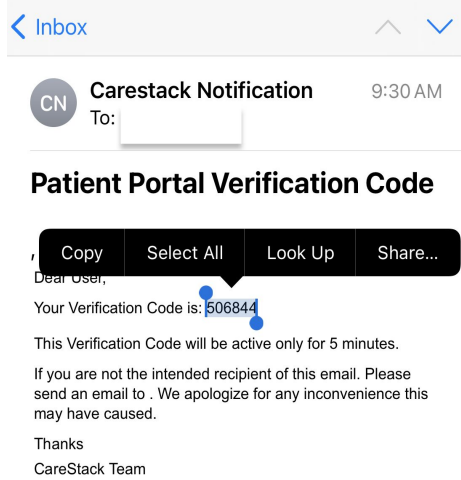 Inbox
CN
Carestack Notification
9:30 AM
To:
Patient Portal Verification Code
Copy Select All Look Up Share...
,
Dear User,
Your Verification Code is: 506844
This Verification Code will be active only for 5 minutes.
If you are not the intended recipient of this email. Please
send an email to . We apologize for any inconvenience this
may have caused.
Thanks
CareStack Team